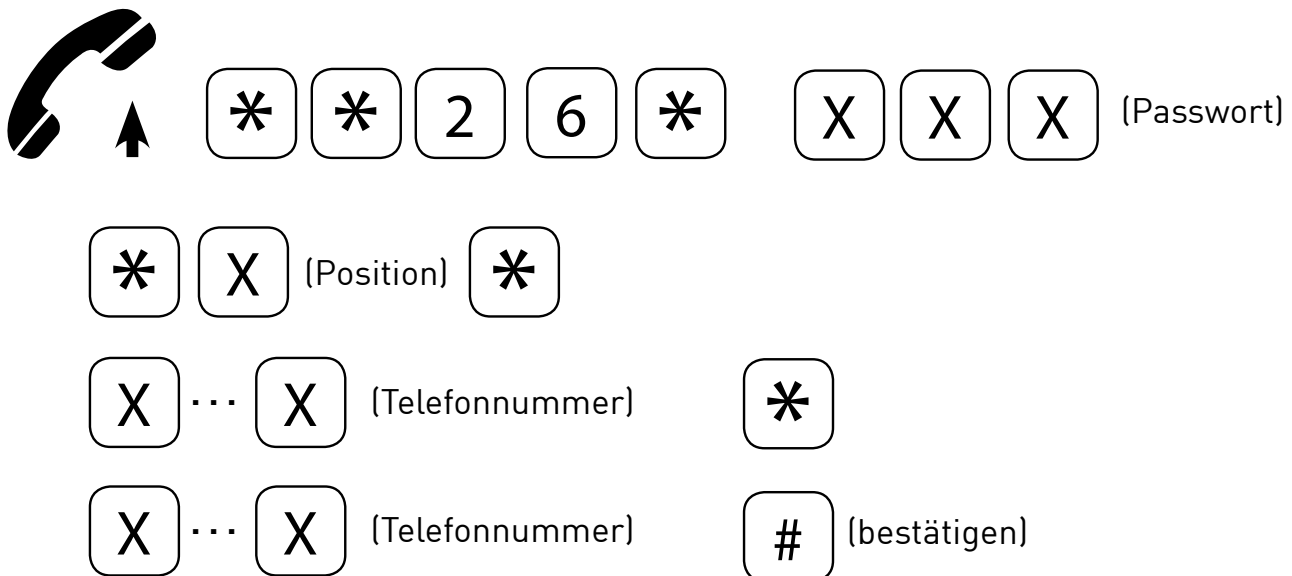 * * 2 6 * X X X (Passwort)
* X (Position) *
X ... X (Telefonnummer) *
X ... X (Telefonnummer) # (bestätigen)